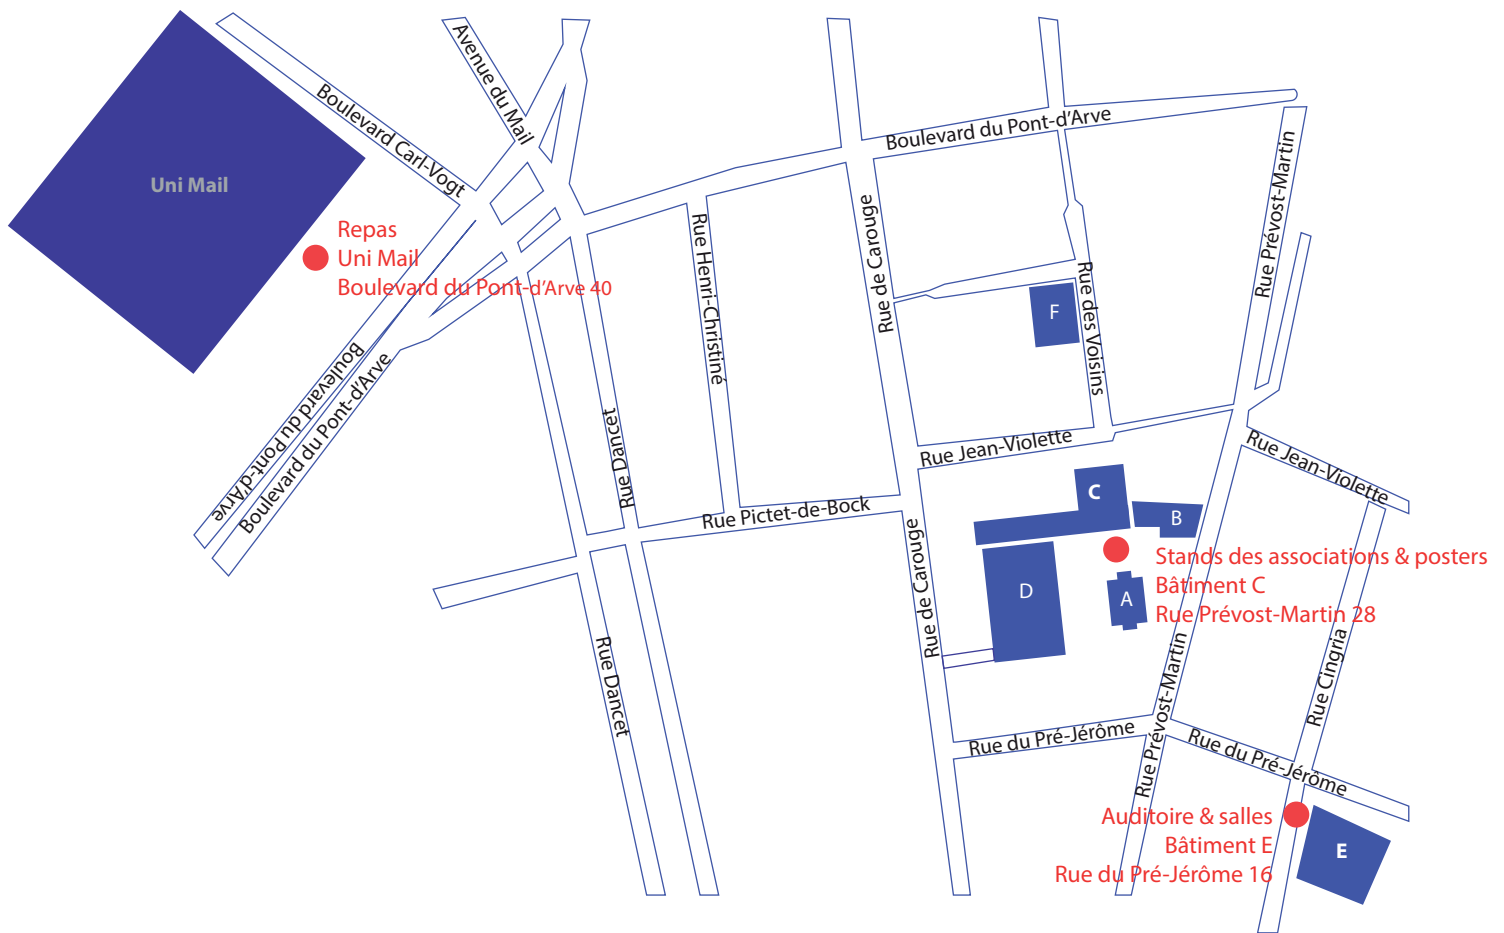 Boulevard Carl-Vogt
Avenue du Mail
Boulevard du Pont-d'Arve
Rue Prévost-Martin
Uni Mail
Repas
Uni Mail
Boulevard du Pont-d'Arve 40
Rue Henri-Christiné
Rue de Carouge
Rue des Voisins
F
Boulevard du Pont-d'Arve
Boulevard du Pont-d'Arve
Rue Dancet
Rue Jean-Violette
Rue Jean-Violette
Rue Pictet-de-Bock
C
B
Stands des associations & posters
Bâtiment C
Rue Prévost-Martin 28
D
A
Rue de Carouge
Rue Dancet
Rue Prévost-Martin
Rue Cingria
Rue du Pré-Jérôme
Rue du Pré-Jérôme
Auditoire & salles
Bâtiment E
Rue du Pré-Jérôme 16
E